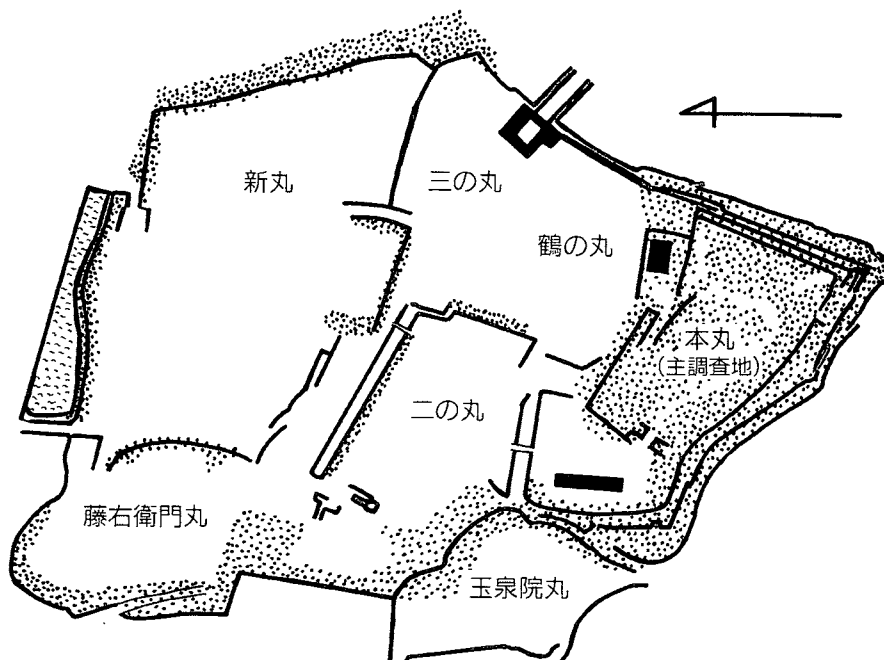 新丸
三の丸
鶴の丸
本丸
(主調査地)
二の丸
藤右衛門丸
玉泉院丸